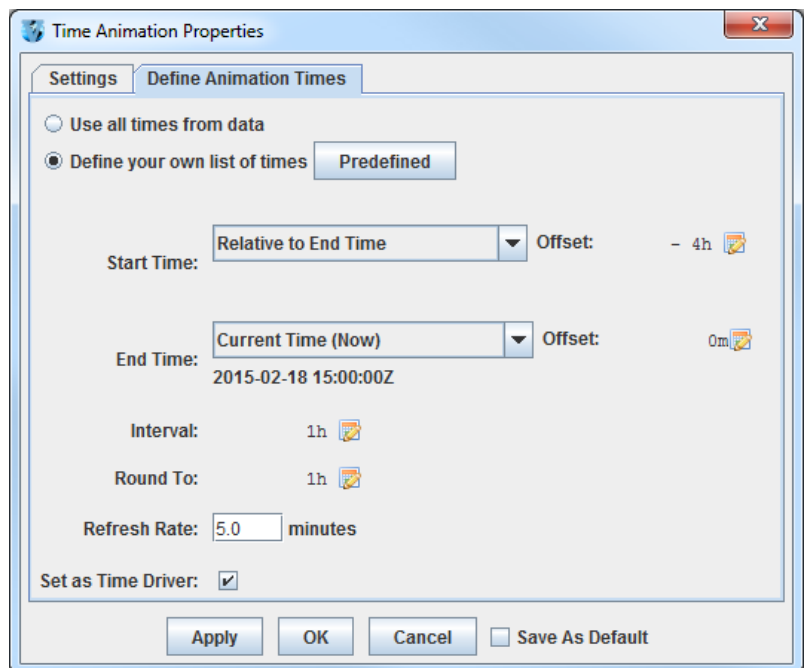 Time Animation Properties
Settings Define Animation Times
Use all times from data
Define your own list of times Predefined
Start Time: Relative to End Time Offset: - 4h
End Time: Current Time (Now) Offset: 0m
2015-02-18 15:00:00Z
Interval: 1h
Round To: 1h
Refresh Rate: 5.0 minutes
Set as Time Driver:
Apply OK Cancel Save As Default